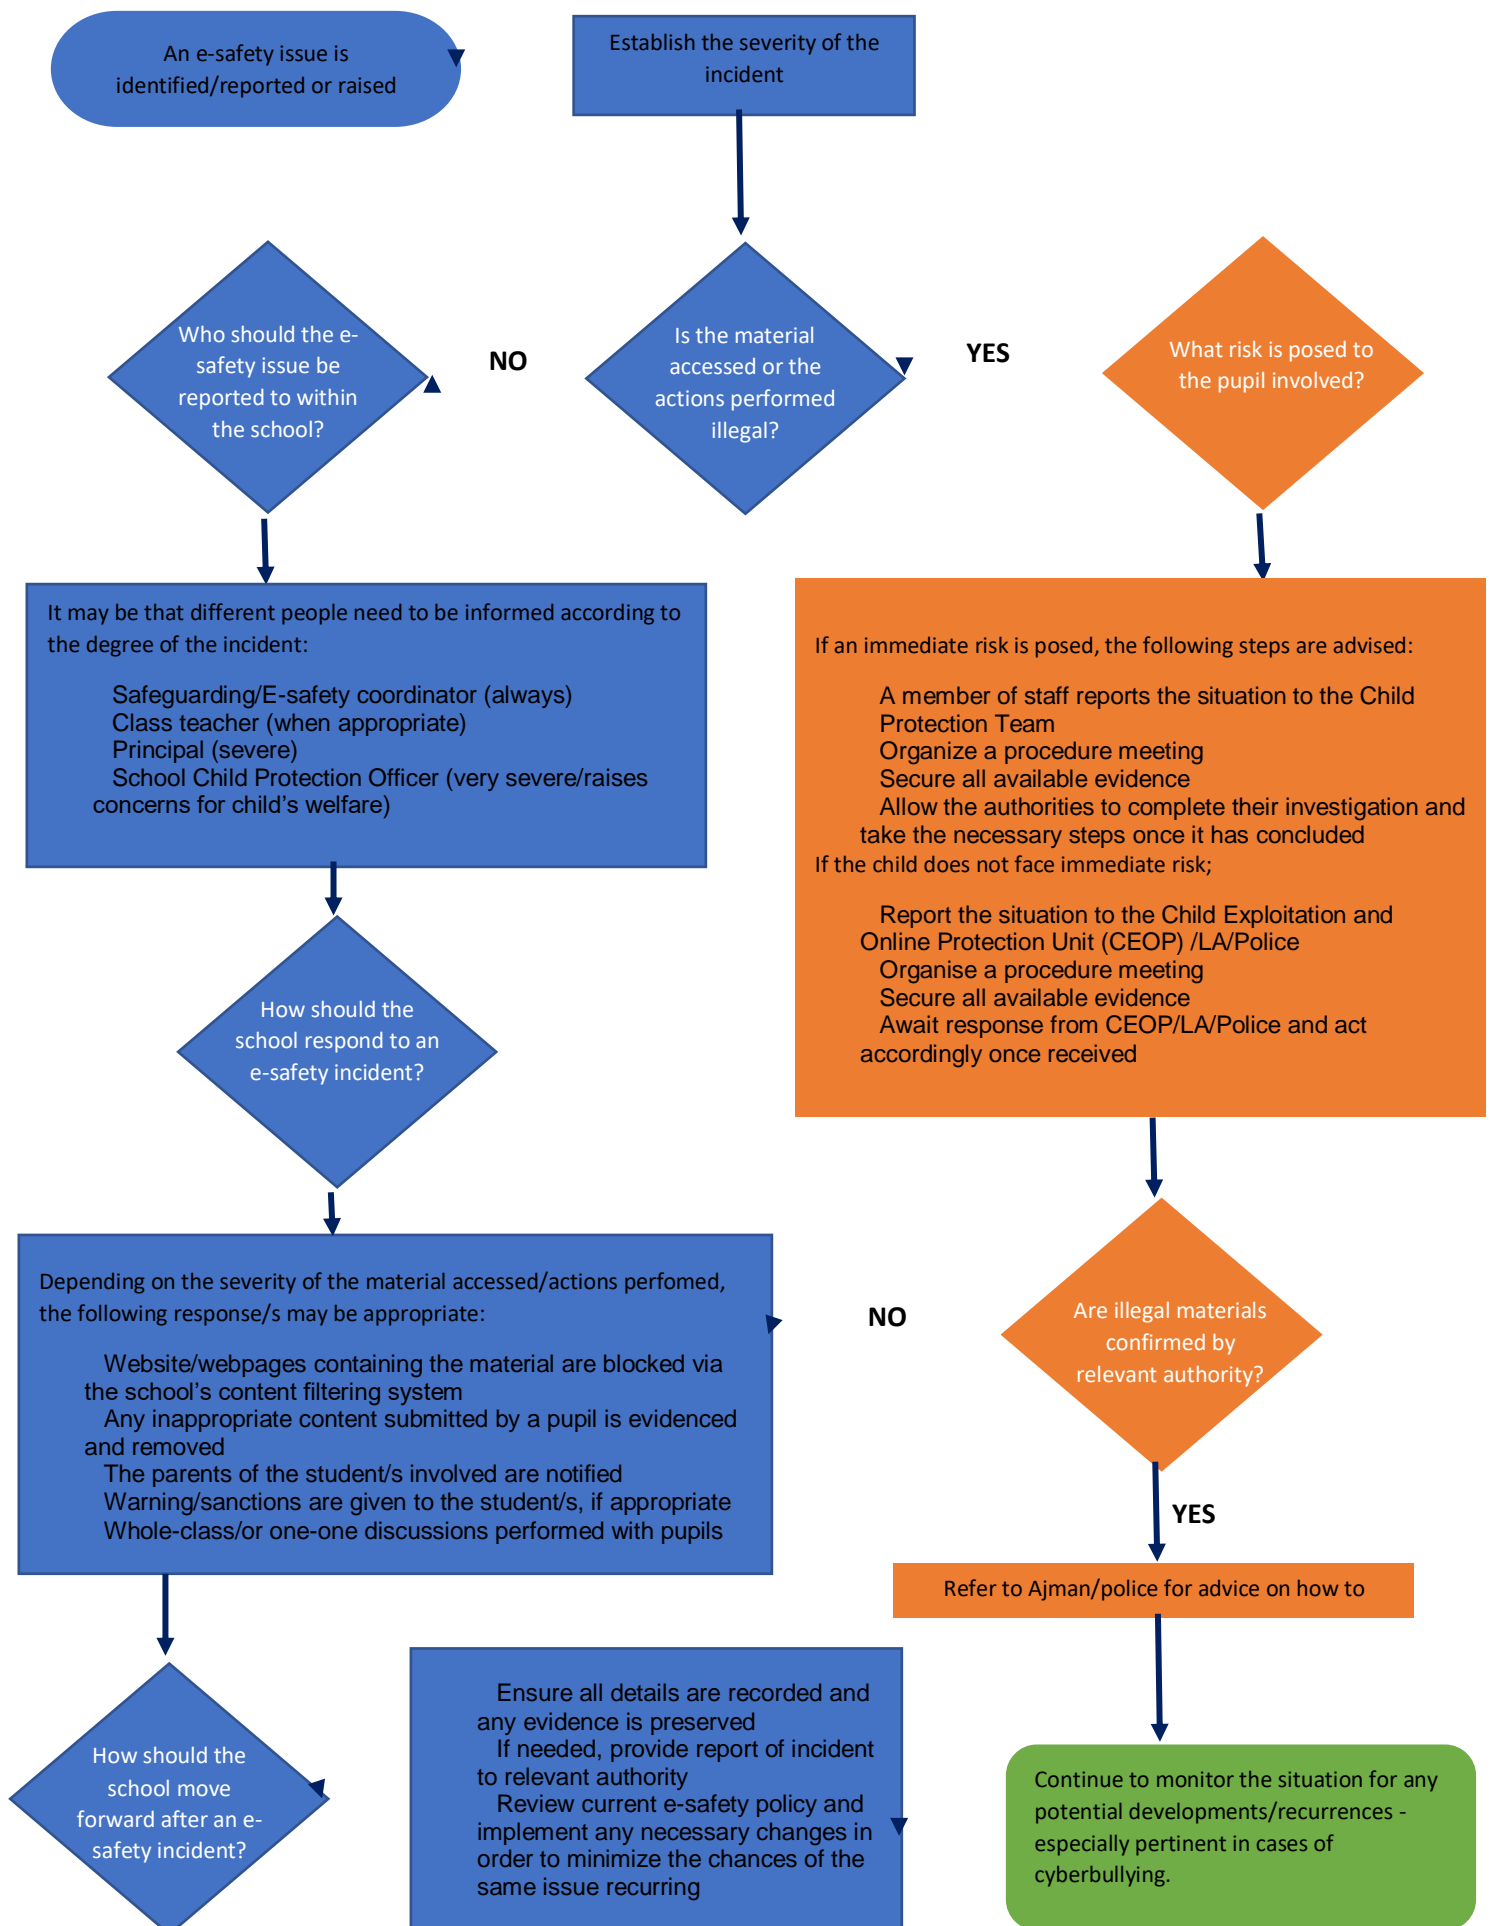 An e-safety issue is
identified/reported or raised
Establish the severity of the
incident
Who should the e-
safety issue be
reported to within
the school?
NO
Is the material
accessed or the
actions performed
illegal?
YES
What risk is posed to
the pupil involved?
It may be that different people need to be informed according to
the degree of the incident:
Safeguarding/E-safety coordinator (always)
Class teacher (when appropriate)
Principal (severe)
School Child Protection Officer (very severe/raises
concerns for child's welfare)
If an immediate risk is posed, the following steps are advised:
A member of staff reports the situation to the Child
Protection Team
Organize a procedure meeting
Secure all available evidence
Allow the authorities to complete their investigation and
take the necessary steps once it has concluded
If the child does not face immediate risk;
Report the situation to the Child Exploitation and
Online Protection Unit (CEOP) /LA/Police
Organise a procedure meeting
Secure all available evidence
Await response from CEOP/LA/Police and act
accordingly once received
How should the
school respond to an
e-safety incident?
Depending on the severity of the material accessed/actions perfomed,
the following response/s may be appropriate:
Website/webpages containing the material are blocked via
the school's content filtering system
Any inappropriate content submitted by a pupil is evidenced
and removed
The parents of the student/s involved are notified
Warning/sanctions are given to the student/s, if appropriate
Whole-class/or one-one discussions performed with pupils
NO
Are illegal materials
confirmed by
relevant authority?
YES
Refer to Ajman/police for advice on how to
How should the
school move
forward after an e-
safety incident?
Ensure all details are recorded and
any evidence is preserved
If needed, provide report of incident
to relevant authority
Review current e-safety policy and
implement any necessary changes in
order to minimize the chances of the
same issue recurring
Continue to monitor the situation for any
potential developments/recurrences -
especially pertinent in cases of
cyberbullying.